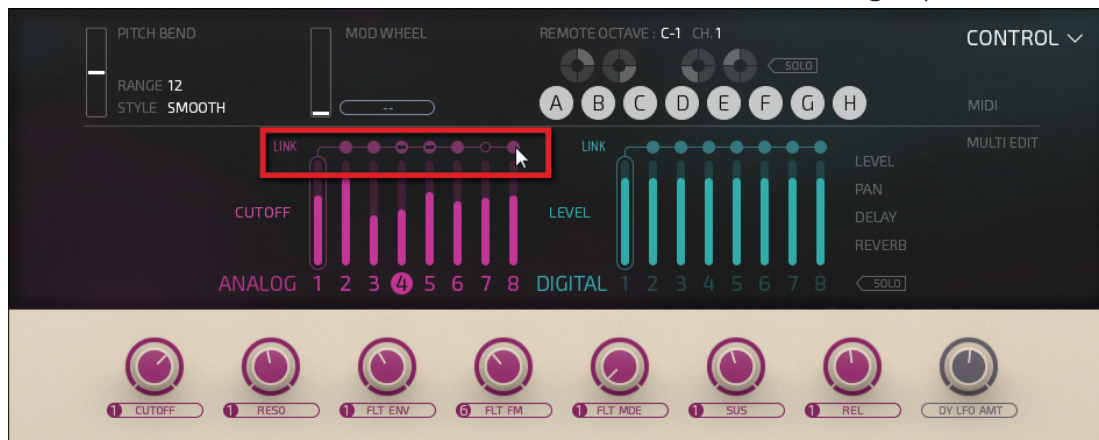 PITCH BEND
RANGE 12
STYLE SMOOTH
MOD WHEEL
--
REMOTE OCTAVE : C-1 CH. 1
SOLO
A B C D E F G H
CONTROL
MIDI
MULTI EDIT
LINK
LINK
LEVEL
PAN
DELAY
REVERB
CUTOFF
LEVEL
ANALOG 1 2 3 4 5 6 7 8
DIGITAL 1 2 3 4 5 6 7 8
SOLO
1 CUTOFF
1 RESO
1 FLT ENV
6 FLT FM
1 FLT MDE
1 SUS
1 REL
DY LFO AMT